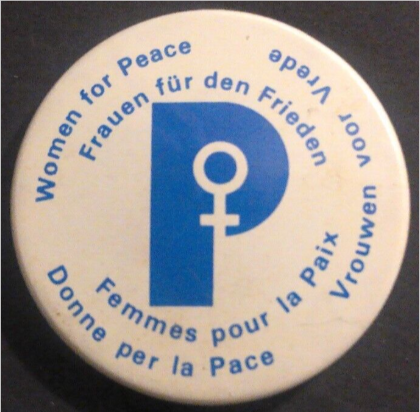 Women for Peace
Frauen für den Frieden
Vrouwen voor Vrede
P
Femmes pour la Paix
Donne per la Pace